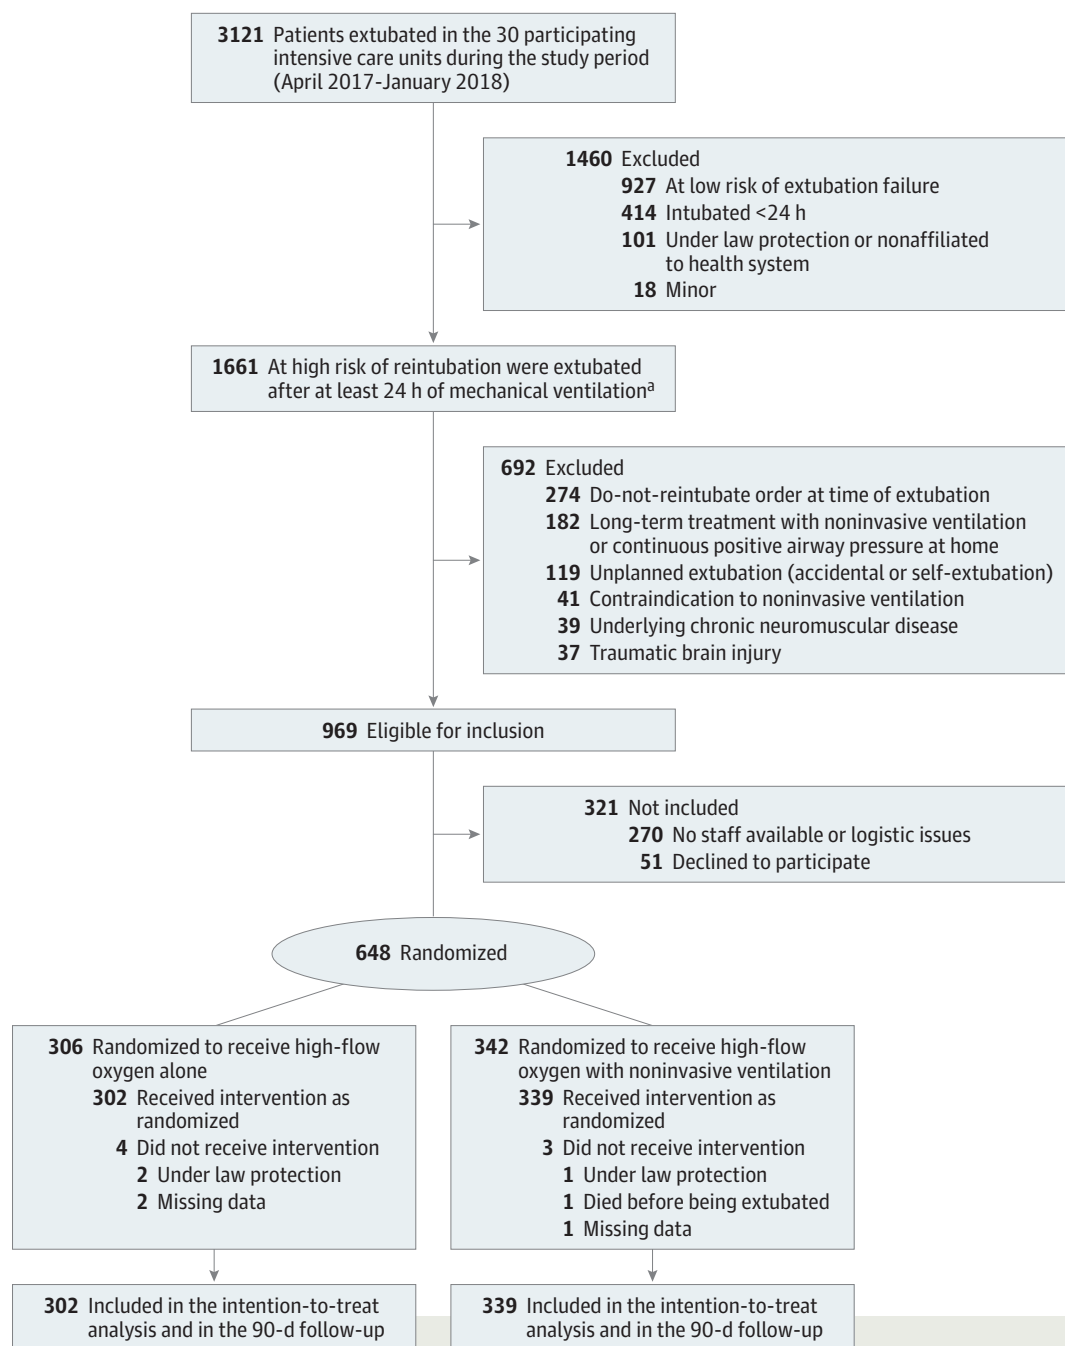 3121 Patients extubated in the 30 participating
intensive care units during the study period
(April 2017-January 2018)
1460 Excluded
927 At low risk of extubation failure
414 Intubated <24 h
101 Under law protection or nonaffiliated
to health system
18 Minor
1661 At high risk of reintubation were extubated
after at least 24 h of mechanical ventilationa
692 Excluded
274 Do-not-reintubate order at time of extubation
182 Long-term treatment with noninvasive ventilation
or continuous positive airway pressure at home
119 Unplanned extubation (accidental or self-extubation)
41 Contraindication to noninvasive ventilation
39 Underlying chronic neuromuscular disease
37 Traumatic brain injury
969 Eligible for inclusion
321 Not included
270 No staff available or logistic issues
51 Declined to participate
648 Randomized
306 Randomized to receive high-flow
oxygen alone
302 Received intervention as
randomized
4 Did not receive intervention
2 Under law protection
2 Missing data
342 Randomized to receive high-flow
oxygen with noninvasive ventilation
339 Received intervention as
randomized
3 Did not receive intervention
1 Under law protection
1 Died before being extubated
1 Missing data
302 Included in the intention-to-treat
analysis and in the 90-d follow-up
339 Included in the intention-to-treat
analysis and in the 90-d follow-up